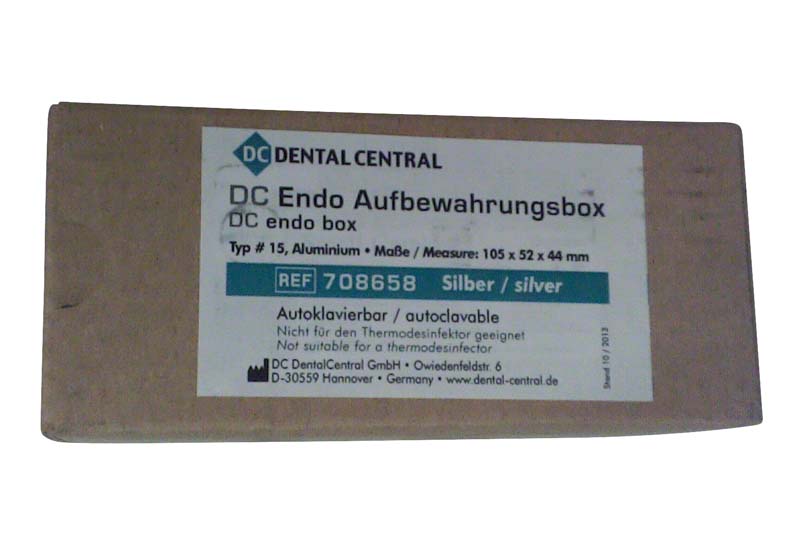 DC DENTAL CENTRAL
DC Endo Aufbewahrungsbox
DC endo box
Typ # 15, Aluminium • Maße / Measure: 105 x 52 x 44 mm
REF 708658 Silber / silver
Autoklavierbar / autoclavable
Nicht für den Thermodesinfektor geeignet
Not suitable for a thermodesinfector
DC DentalCentral GmbH • Owiedenfeldstr. 6
D-30559 Hannover • Germany • www.dental-central.de
Stand 10 / 2013